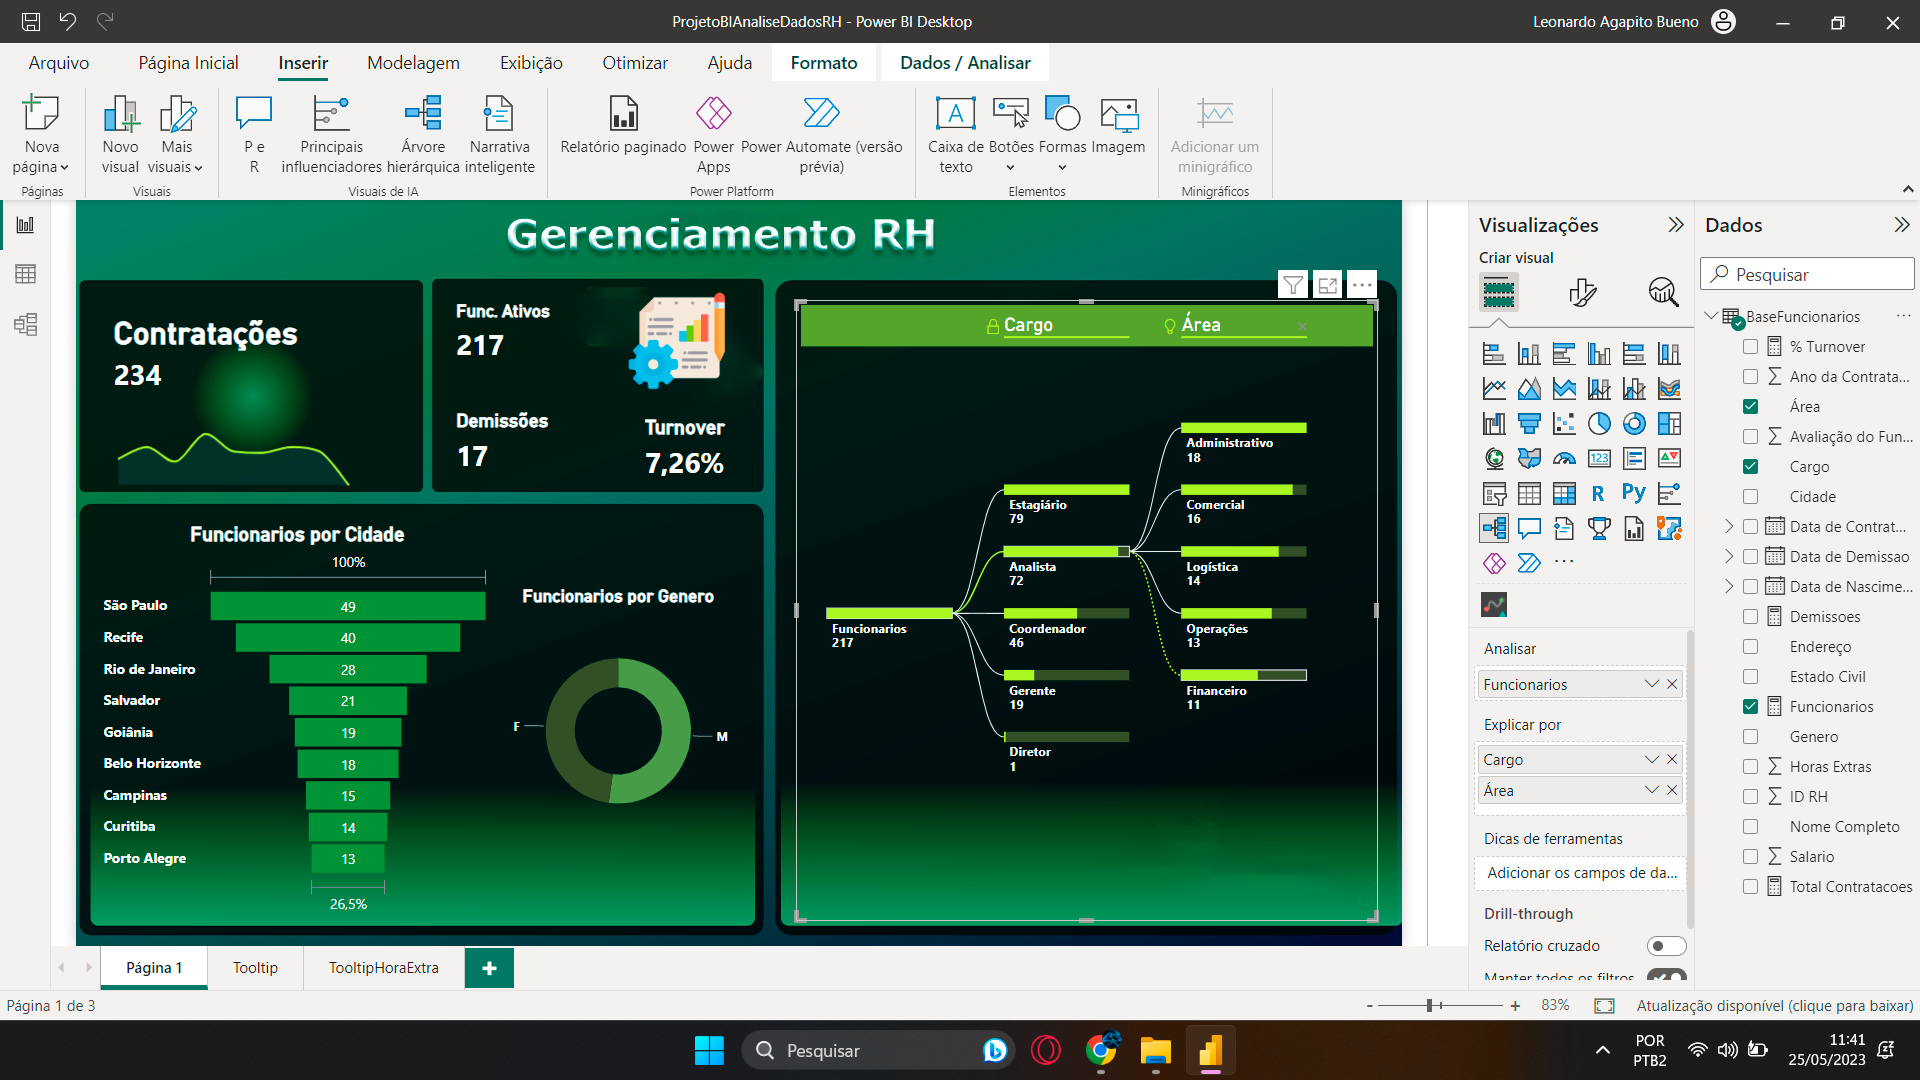 ProjetoBIAnaliseDadosRH - Power BI Desktop
Leonardo Agapito Bueno
Arquivo Página Inicial Inserir Modelagem Exibição Otimizar Ajuda Formato Dados / Analisar
Nova página
Novo visual
Mais visuais
P e R
Principais influenciadores
Árvore hierárquica
Narrativa inteligente
Relatório paginado
Power Apps
Power Automate (versão prévia)
Caixa de texto
Botões
Formas
Imagem
Adicionar um minigráfico
Páginas
Visuais
Visuais de IA
Power Platform
Elementos
Minigráficos
Gerenciamento RH
Contratações
234
Func. Ativos
217
Demissões
17
Turnover
7,26%
Funcionarios por Cidade
100%
São Paulo 49
Recife 40
Rio de Janeiro 28
Salvador 21
Goiânia 19
Belo Horizonte 18
Campinas 15
Curitiba 14
Porto Alegre 13
26,5%
Funcionarios por Genero
F
M
Cargo
Área
Funcionarios
217
Estagiário
79
Analista
72
Coordenador
46
Gerente
19
Diretor
1
Administrativo
18
Comercial
16
Logística
14
Operações
13
Financeiro
11
Visualizações
Criar visual
123
R
Py
Analisar
Funcionarios
Explicar por
Cargo
Área
Dicas de ferramentas
Adicionar os campos de da...
Drill-through
Relatório cruzado
Manter todos os filtros
Dados
Pesquisar
BaseFuncionarios
% Turnover
Ano da Contrata...
Área
Avaliação do Fun...
Cargo
Cidade
Data de Contrat...
Data de Demissao
Data de Nascime...
Demissoes
Endereço
Estado Civil
Funcionarios
Genero
Horas Extras
ID RH
Nome Completo
Salario
Total Contratacoes
Página 1
Tooltip
TooltipHoraExtra
Página 1 de 3
83%
Atualização disponível (clique para baixar)
Pesquisar
POR
PTB2
11:41
25/05/2023